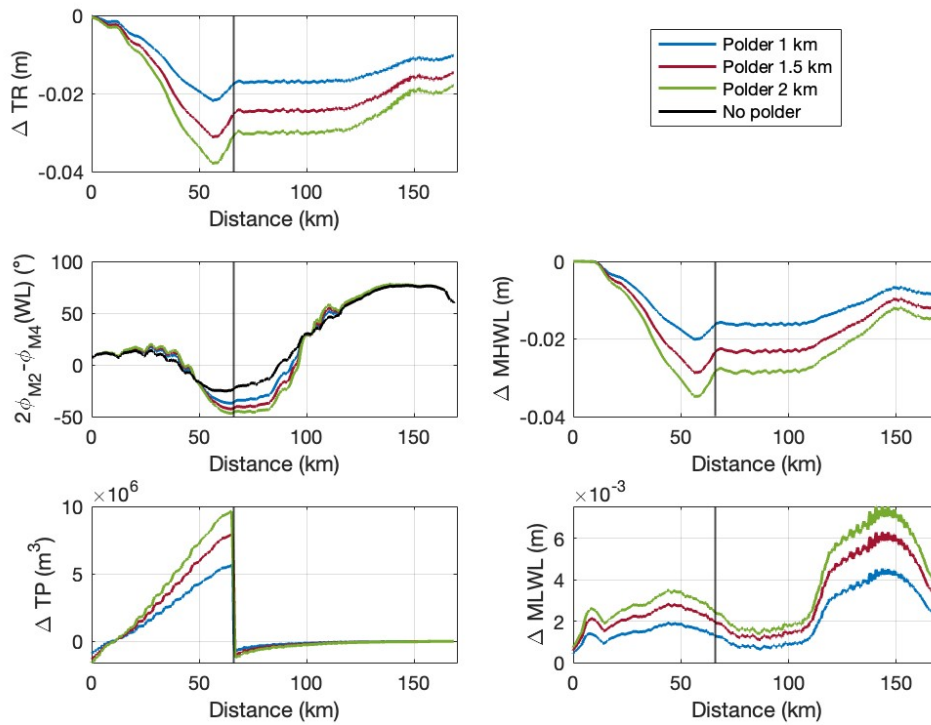 0
-0.02
-0.04
Δ TR (m)
0 50 100 150
Distance (km)
Polder 1 km
Polder 1.5 km
Polder 2 km
No polder
100
50
0
-50
2ϕM2-ϕM4(WL) (°)
0 50 100 150
Distance (km)
0
-0.02
-0.04
Δ MHWL (m)
0 50 100 150
Distance (km)
×10^6
10
5
0
Δ TP (m³)
0 50 100 150
Distance (km)
×10^-3
6
4
2
0
Δ MLWL (m)
0 50 100 150
Distance (km)